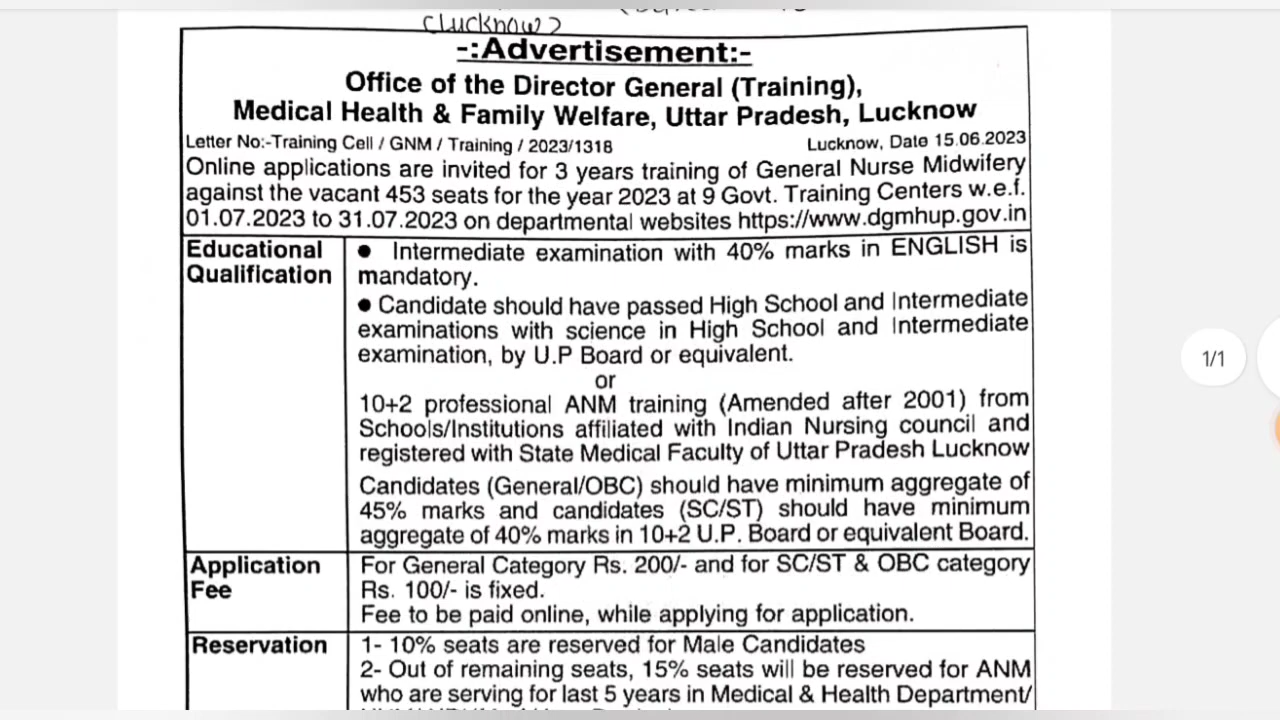 (Lucknow)
-:Advertisement:-
Office of the Director General (Training),
Medical Health & Family Welfare, Uttar Pradesh, Lucknow
Letter No:-Training Cell / GNM / Training / 2023/1318 Lucknow, Date 15.06.2023
Online applications are invited for 3 years training of General Nurse Midwifery
against the vacant 453 seats for the year 2023 at 9 Govt. Training Centers w.e.f.
01.07.2023 to 31.07.2023 on departmental websites https://www.dgmhup.gov.in
Educational
Qualification
● Intermediate examination with 40% marks in ENGLISH is
mandatory.
● Candidate should have passed High School and Intermediate
examinations with science in High School and Intermediate
examination, by U.P Board or equivalent.
or
10+2 professional ANM training (Amended after 2001) from
Schools/Institutions affiliated with Indian Nursing council and
registered with State Medical Faculty of Uttar Pradesh Lucknow
Candidates (General/OBC) should have minimum aggregate of
45% marks and candidates (SC/ST) should have minimum
aggregate of 40% marks in 10+2 U.P. Board or equivalent Board.
Application
Fee
For General Category Rs. 200/- and for SC/ST & OBC category
Rs. 100/- is fixed.
Fee to be paid online, while applying for application.
Reservation
1- 10% seats are reserved for Male Candidates
2- Out of remaining seats, 15% seats will be reserved for ANM
who are serving for last 5 years in Medical & Health Department/
1/1